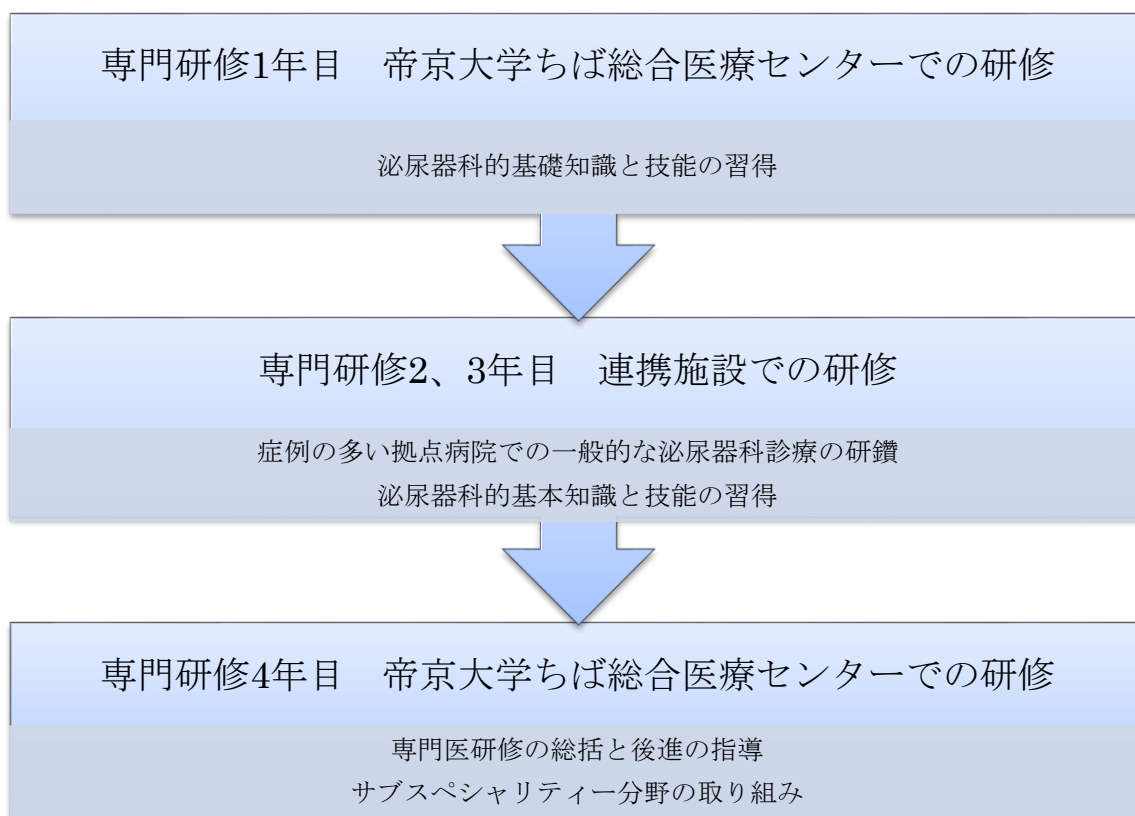 専門研修1年目　帝京大学ちば総合医療センターでの研修
泌尿器科的基礎知識と技能の習得
専門研修2、3年目　連携施設での研修
症例の多い拠点病院での一般的な泌尿器科診療の研鑽
泌尿器科的基本知識と技能の習得
専門研修4年目　帝京大学ちば総合医療センターでの研修
専門医研修の総括と後進の指導
サブスペシャリティー分野の取り組み